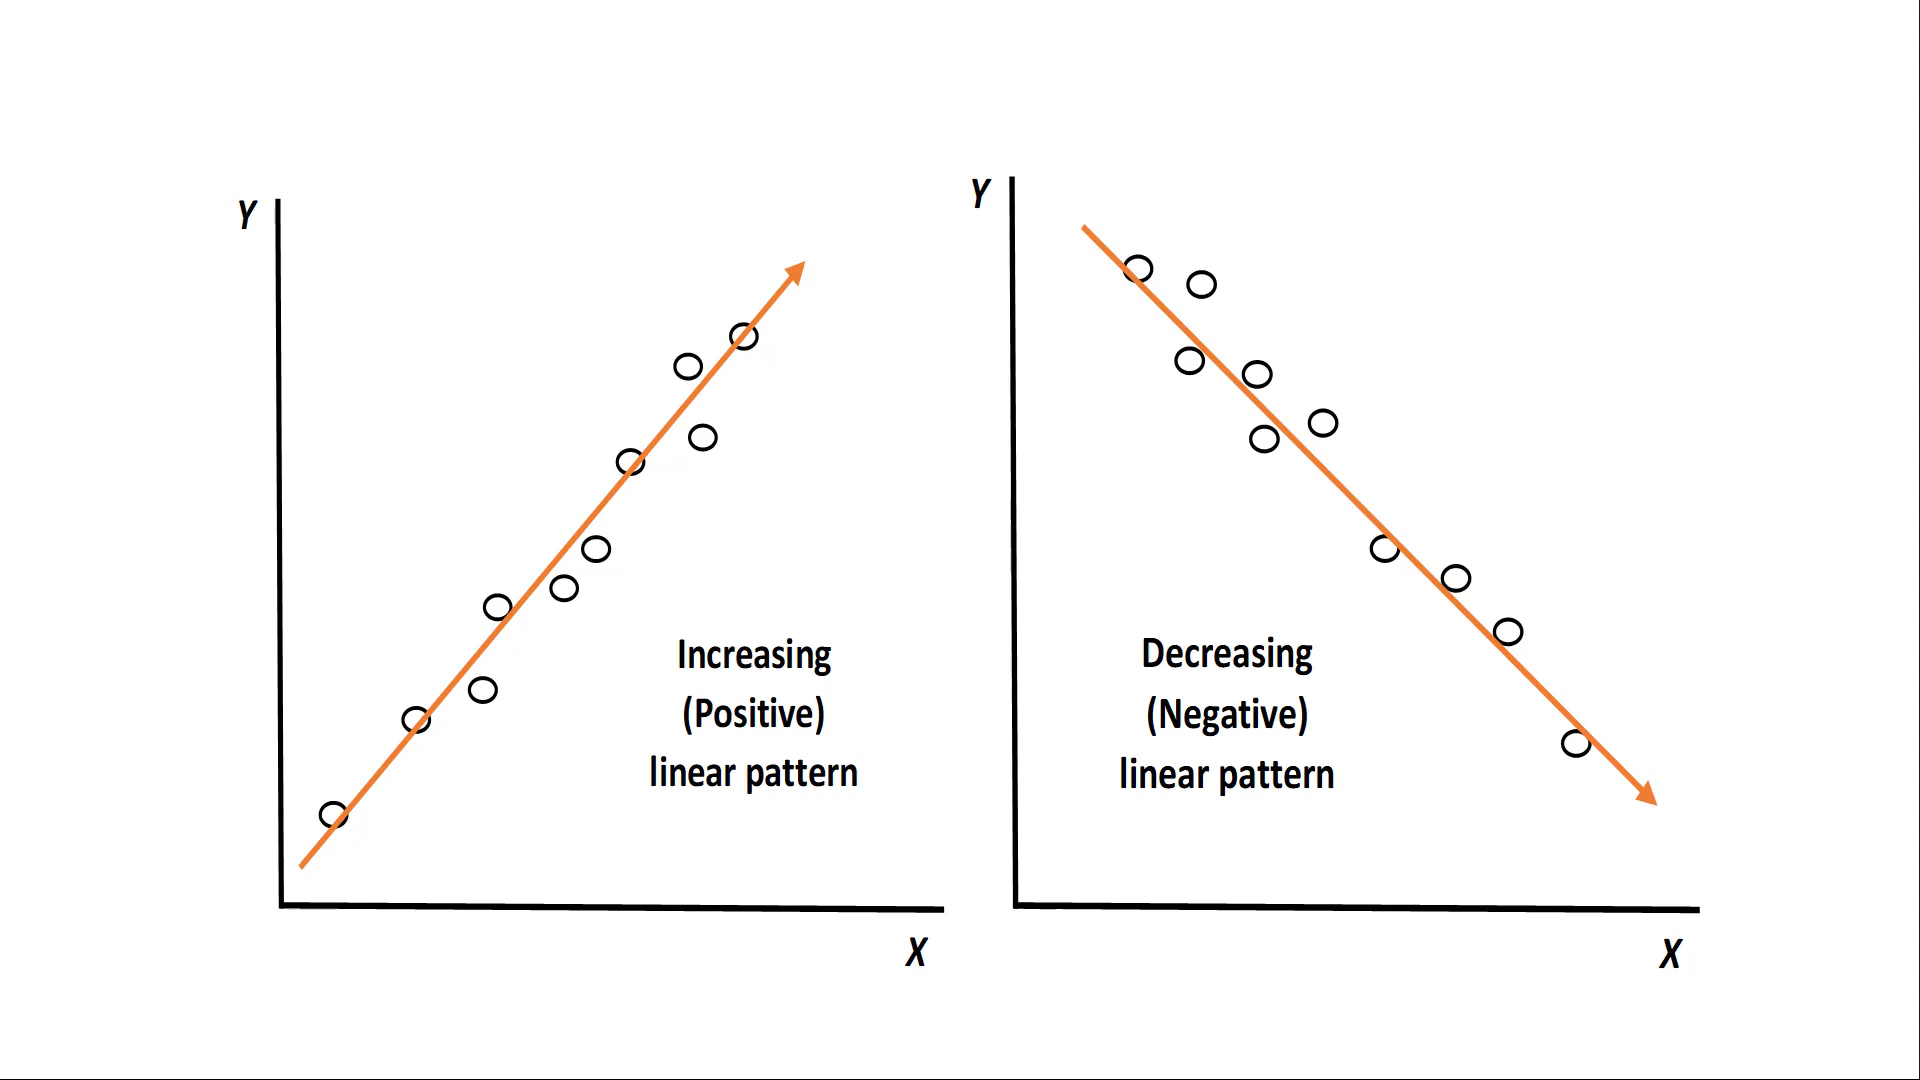 Y
Increasing
(Positive)
linear pattern
X
Y
Decreasing
(Negative)
linear pattern
X